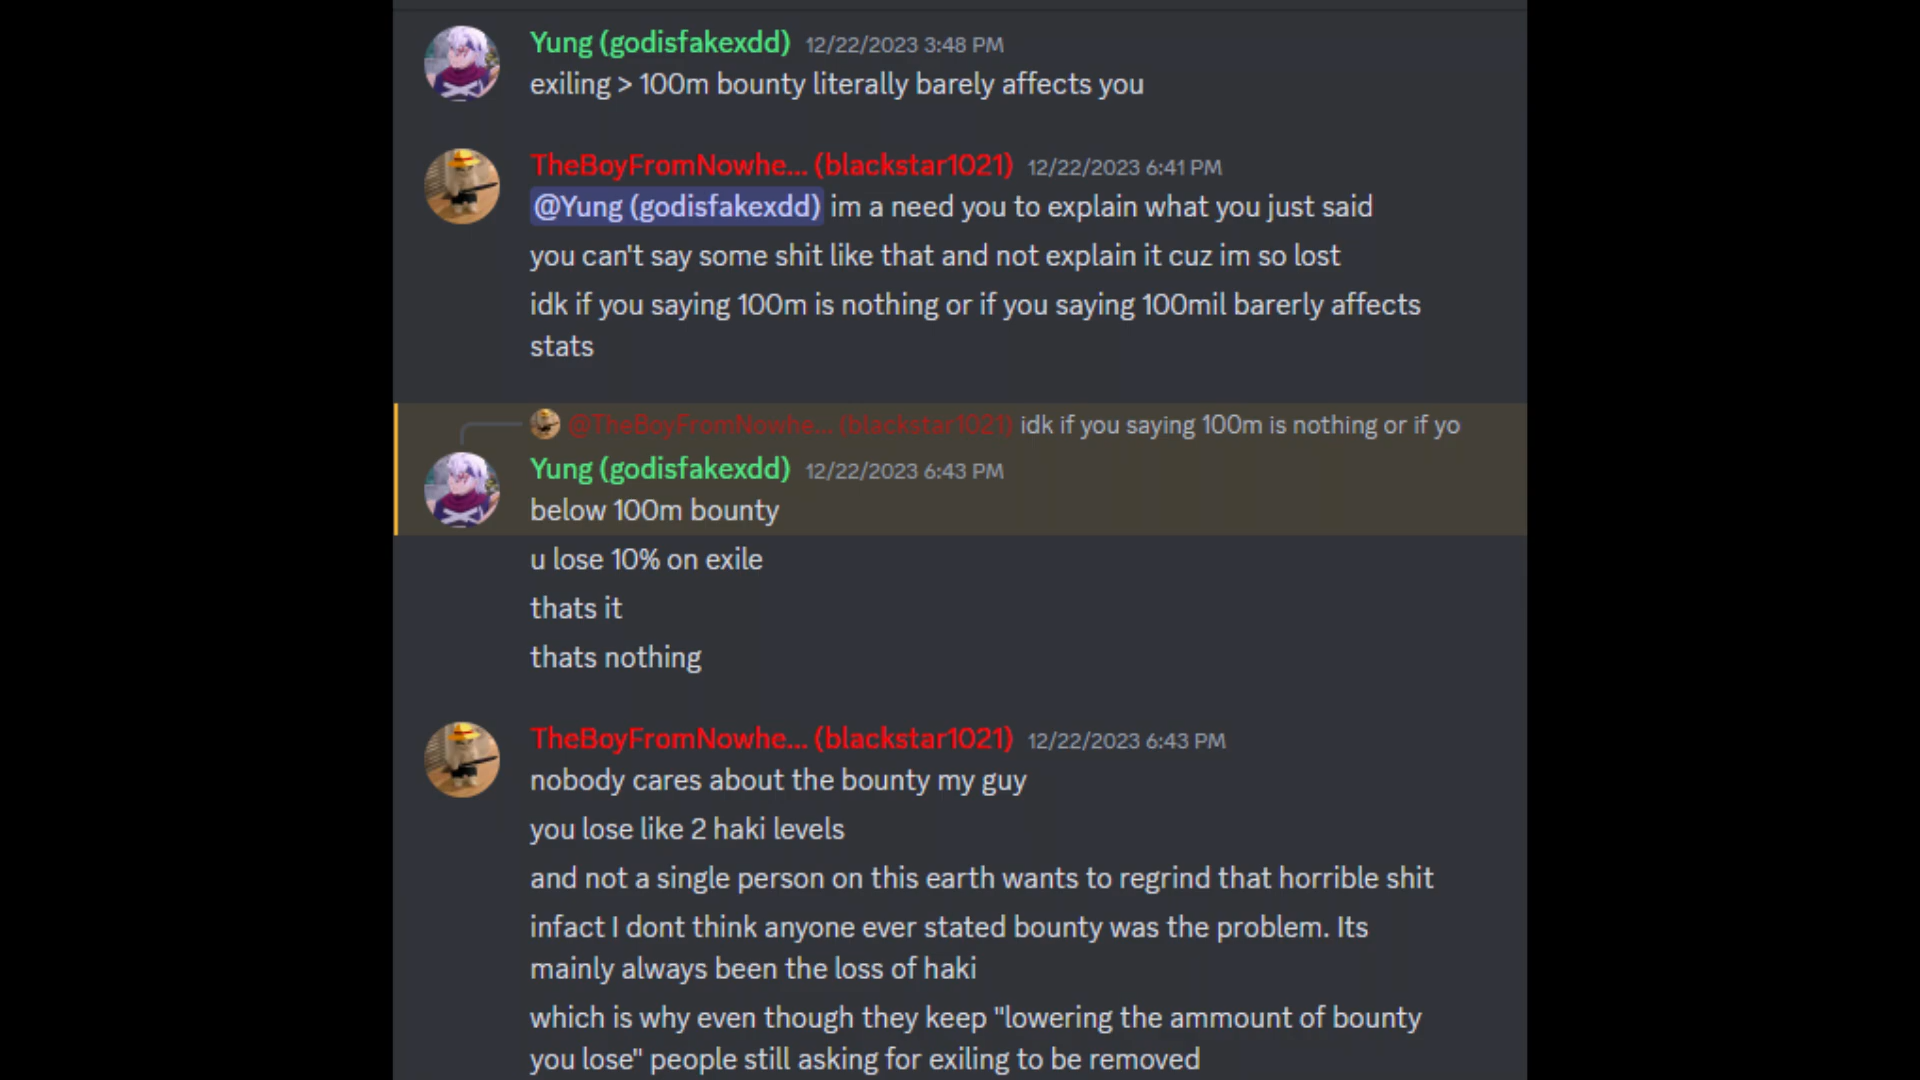 Yung (godisfakexdd) 12/22/2023 3:48 PM
exiling > 100m bounty literally barely affects you
TheBoyFromNowhe... (blackstar1021) 12/22/2023 6:41 PM
@Yung (godisfakexdd) im a need you to explain what you just said
you can't say some shit like that and not explain it cuz im so lost
idk if you saying 100m is nothing or if you saying 100mil barerly affects
stats
@TheBoyFromNowhe... (blackstar1021) idk if you saying 100m is nothing or if yo
Yung (godisfakexdd) 12/22/2023 6:43 PM
below 100m bounty
u lose 10% on exile
thats it
thats nothing
TheBoyFromNowhe... (blackstar1021) 12/22/2023 6:43 PM
nobody cares about the bounty my guy
you lose like 2 haki levels
and not a single person on this earth wants to regrind that horrible shit
infact I dont think anyone ever stated bounty was the problem. Its
mainly always been the loss of haki
which is why even though they keep "lowering the ammount of bounty
you lose" people still asking for exiling to be removed